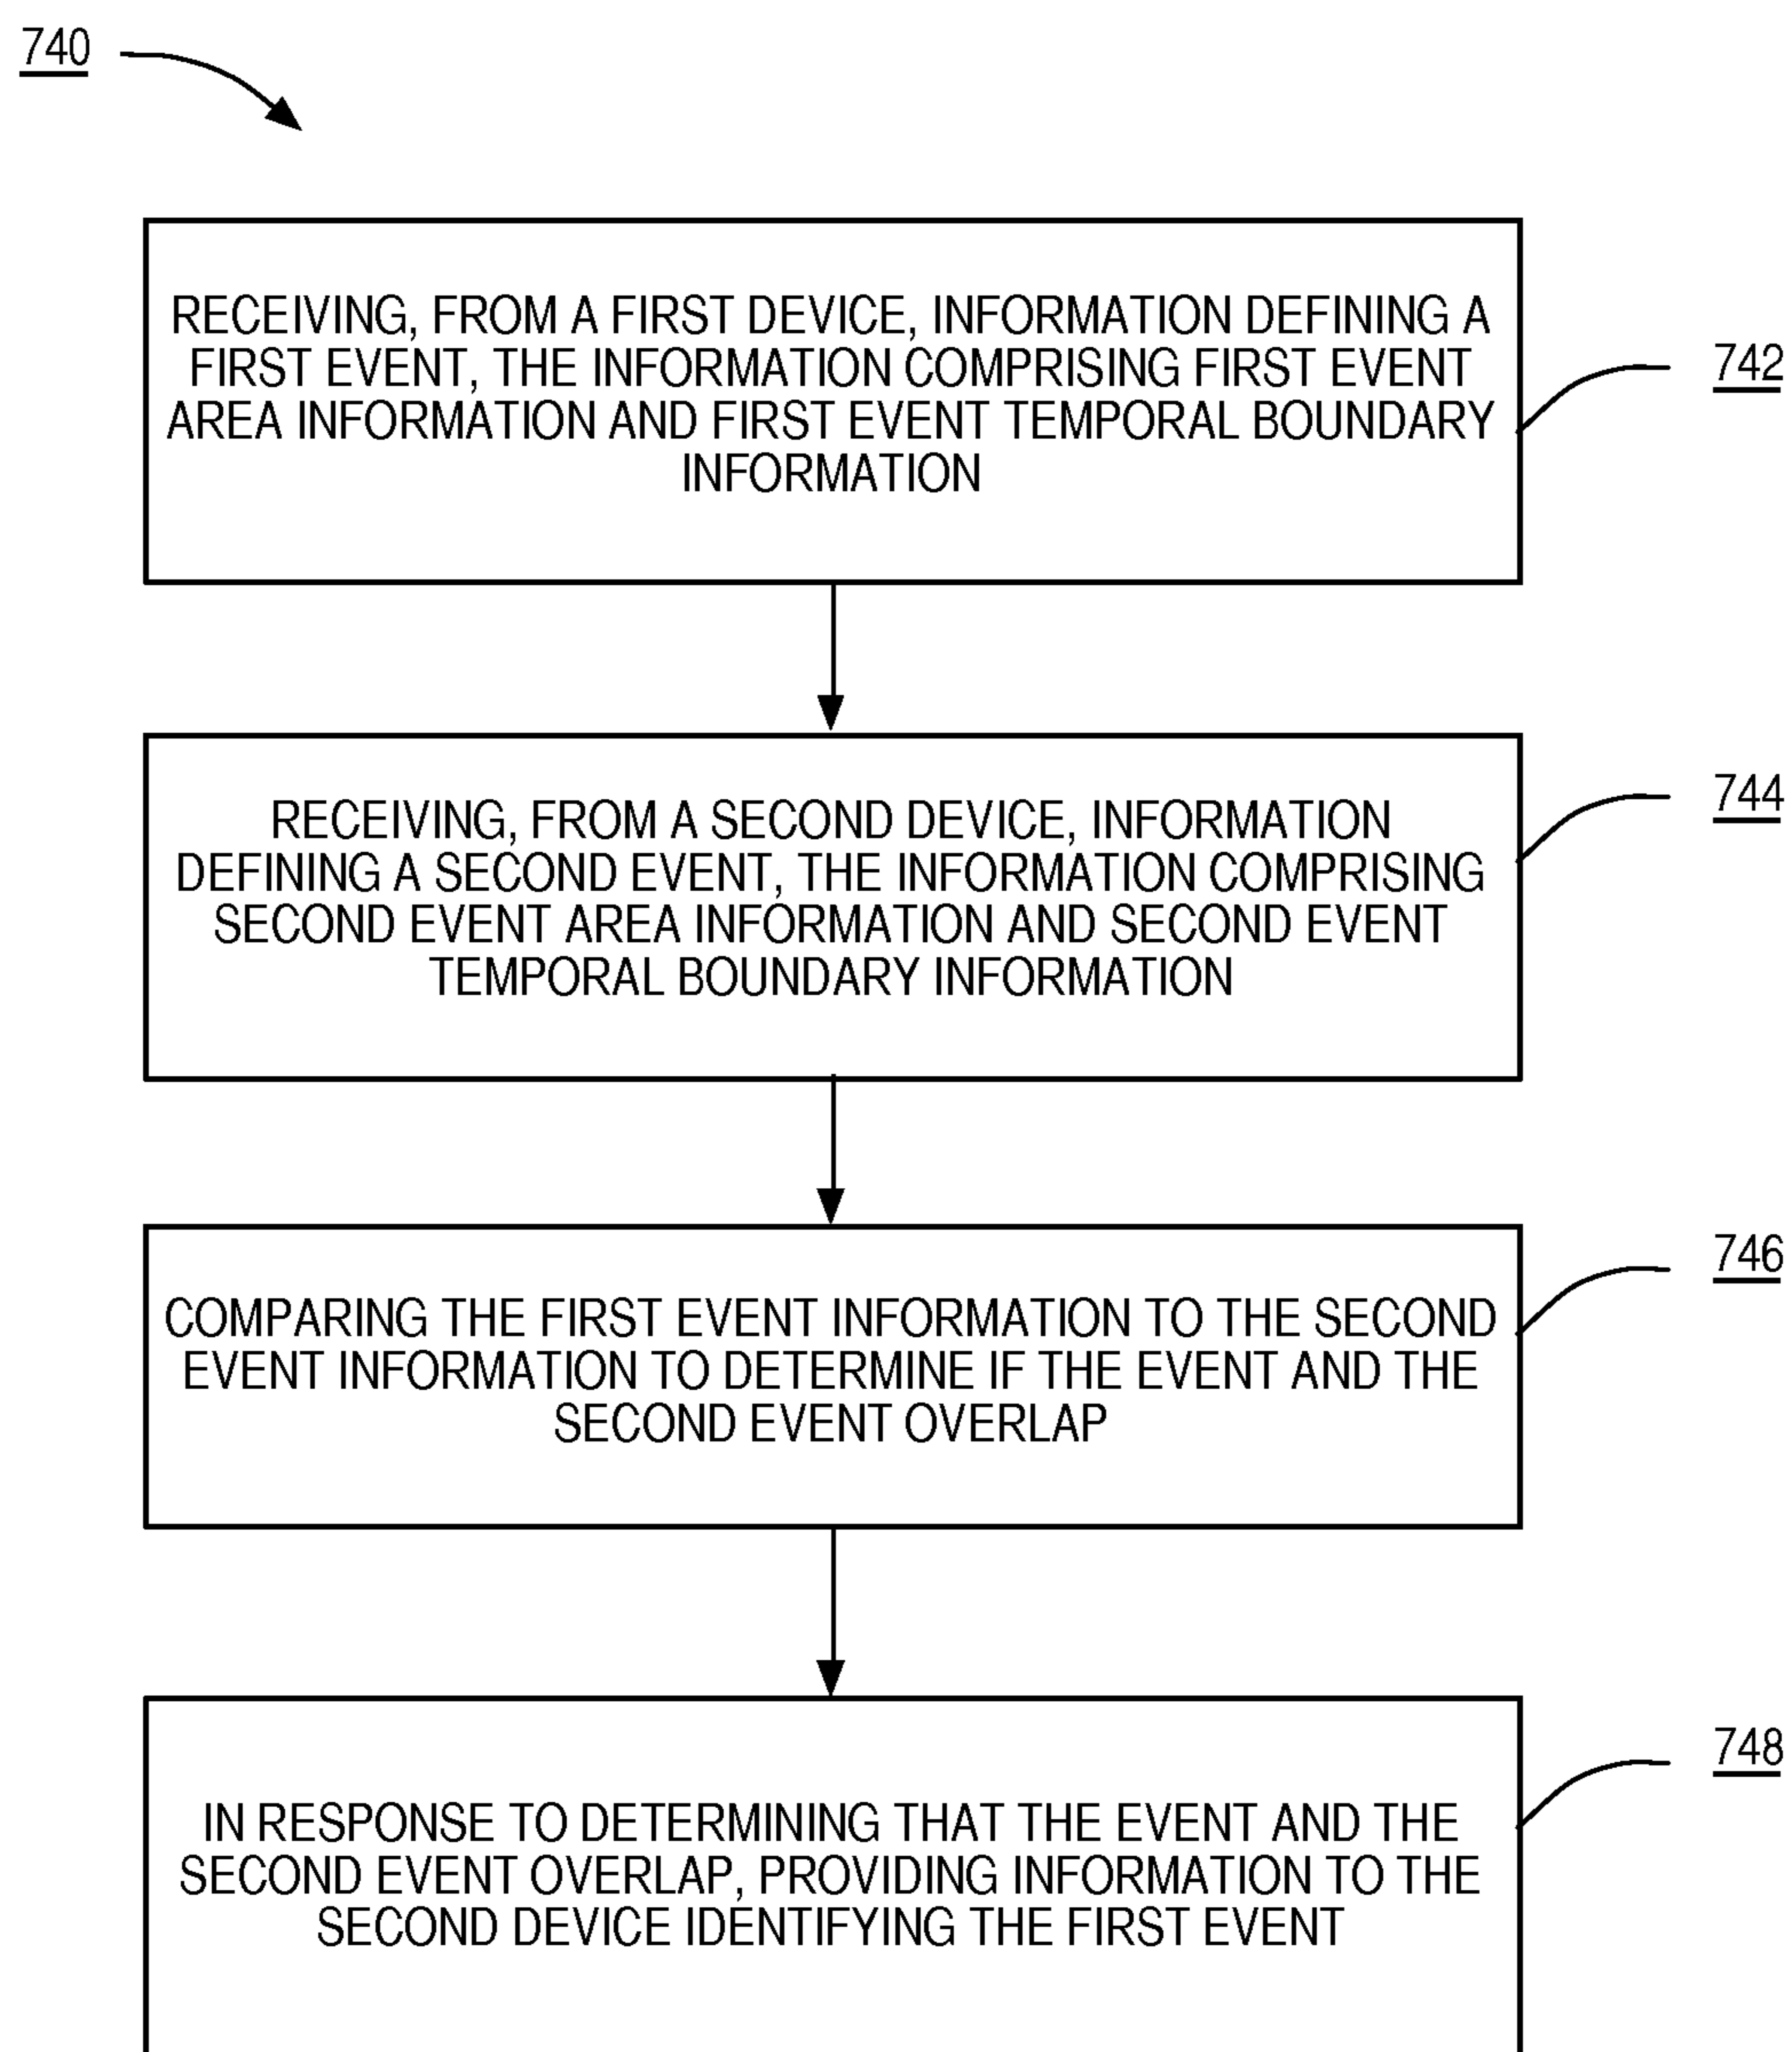 740
RECEIVING, FROM A FIRST DEVICE, INFORMATION DEFINING A
FIRST EVENT, THE INFORMATION COMPRISING FIRST EVENT
AREA INFORMATION AND FIRST EVENT TEMPORAL BOUNDARY
INFORMATION
742
RECEIVING, FROM A SECOND DEVICE, INFORMATION
DEFINING A SECOND EVENT, THE INFORMATION COMPRISING
SECOND EVENT AREA INFORMATION AND SECOND EVENT
TEMPORAL BOUNDARY INFORMATION
744
COMPARING THE FIRST EVENT INFORMATION TO THE SECOND
EVENT INFORMATION TO DETERMINE IF THE EVENT AND THE
SECOND EVENT OVERLAP
746
IN RESPONSE TO DETERMINING THAT THE EVENT AND THE
SECOND EVENT OVERLAP, PROVIDING INFORMATION TO THE
SECOND DEVICE IDENTIFYING THE FIRST EVENT
748